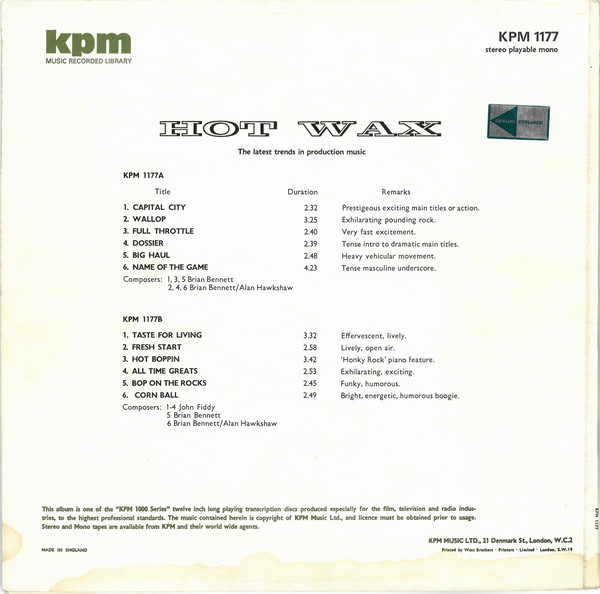 kpm
MUSIC RECORDED LIBRARY
KPM 1177
stereo playable mono
HOT WAX
The latest trends in production music
KPM 1177A
Title Duration Remarks
1. CAPITAL CITY 2.32 Prestigeous exciting main titles or action.
2. WALLOP 3.25 Exhilarating pounding rock.
3. FULL THROTTLE 2.40 Very fast excitement.
4. DOSSIER 2.39 Tense intro to dramatic main titles.
5. BIG HAUL 2.48 Heavy vehicular movement.
6. NAME OF THE GAME 4.23 Tense masculine underscore.
Composers: 1, 3, 5 Brian Bennett
2, 4, 6 Brian Bennett/Alan Hawkshaw
KPM 1177B
1. TASTE FOR LIVING 3.32 Effervescent, lively.
2. FRESH START 2.58 Lively, open air.
3. HOT BOPPIN 3.42 'Honky Rock' piano feature.
4. ALL TIME GREATS 2.53 Exhilarating, exciting.
5. BOP ON THE ROCKS 2.45 Funky, humorous.
6. CORN BALL 2.49 Bright, energetic, humorous boogie.
Composers: 1-4 John Fiddy
5 Brian Bennett
6 Brian Bennett/Alan Hawkshaw
This album is one of the "KPM 1000 Series" twelve inch long playing transcription discs produced especially for the film, television and radio indus-
tries, to the highest professional standards. The music contained herein is copyright of KPM Music Ltd., and licence must be obtained prior to usage.
Stereo and Mono tapes are available from KPM and their world wide agents.
KPM 1177
KPM MUSIC LTD., 21 Denmark St., London, W.C.2
MADE IN ENGLAND
Printed by West Brothers · Printers · Limited · London, S.W.19